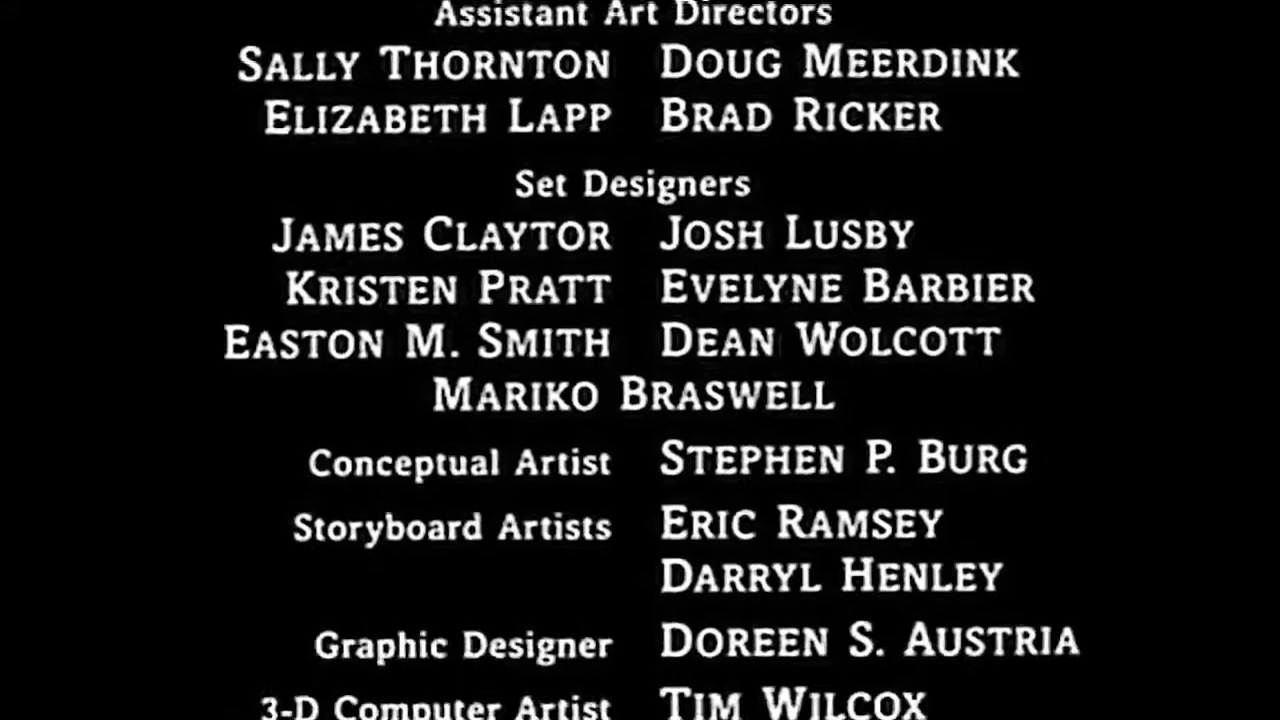 Assistant Art Directors
SALLY THORNTON DOUG MEERDINK
ELIZABETH LAPP BRAD RICKER
Set Designers
JAMES CLAYTOR JOSH LUSBY
KRISTEN PRATT EVELYNE BARBIER
EASTON M. SMITH DEAN WOLCOTT
MARIKO BRASWELL
Conceptual Artist STEPHEN P. BURG
Storyboard Artists ERIC RAMSEY
DARRYL HENLEY
Graphic Designer DOREEN S. AUSTRIA
3-D Computer Artist TIM WILCOX